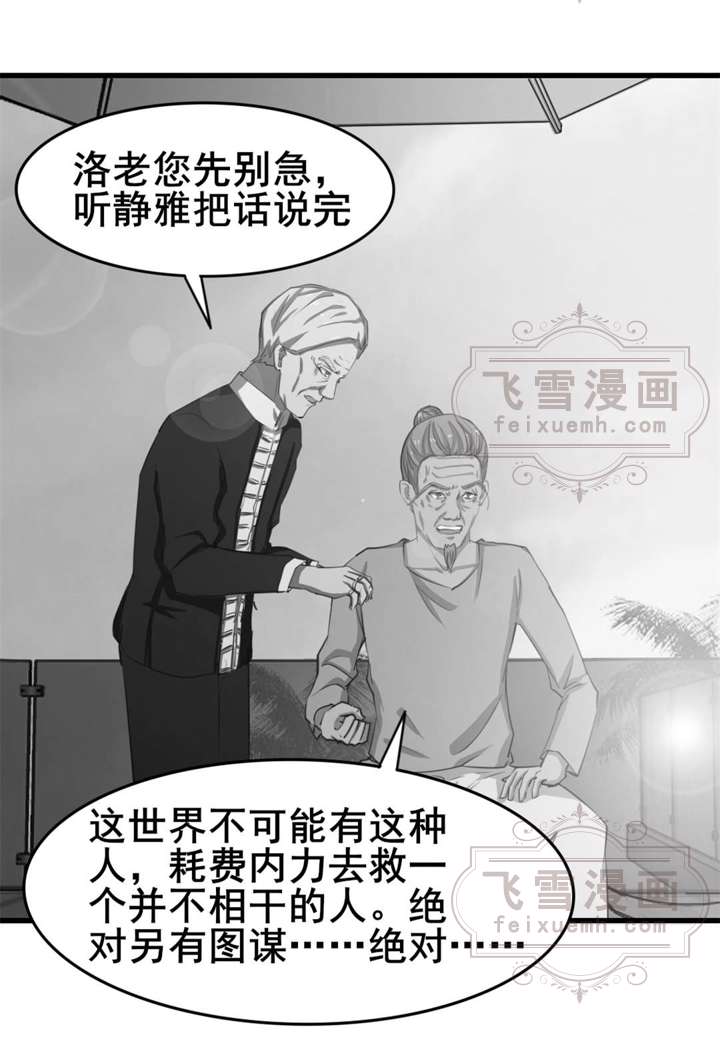 洛老您先别急，
听静雅把话说完
飞雪漫画
feixuemh.com
这世界不可能有这种
人，耗费内力去救一
个并不相干的人。绝
对另有图谋……绝对……
飞雪漫画
feixuemh.com